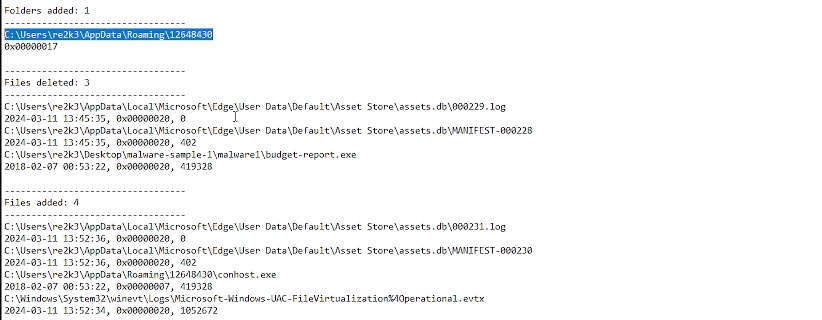 Folders added: 1
----------------------------------
C:\Users\re2k3\AppData\Roaming\12648430
0x00000017
----------------------------------
Files deleted: 3
----------------------------------
C:\Users\re2k3\AppData\Local\Microsoft\Edge\User Data\Default\Asset Store\assets.db\000229.log
2024-03-11 13:45:35, 0x00000020, 0
C:\Users\re2k3\AppData\Local\Microsoft\Edge\User Data\Default\Asset Store\assets.db\MANIFEST-000228
2024-03-11 13:45:35, 0x00000020, 402
C:\Users\re2k3\Desktop\malware-sample-1\malware1\budget-report.exe
2018-02-07 00:53:22, 0x00000020, 419328
----------------------------------
Files added: 4
----------------------------------
C:\Users\re2k3\AppData\Local\Microsoft\Edge\User Data\Default\Asset Store\assets.db\000231.log
2024-03-11 13:52:36, 0x00000020, 0
C:\Users\re2k3\AppData\Local\Microsoft\Edge\User Data\Default\Asset Store\assets.db\MANIFEST-000230
2024-03-11 13:52:36, 0x00000020, 402
C:\Users\re2k3\AppData\Roaming\12648430\conhost.exe
2018-02-07 00:53:22, 0x00000007, 419328
C:\Windows\System32\winevt\Logs\Microsoft-Windows-UAC-FileVirtualization%4Operational.evtx
2024-03-11 13:52:34, 0x00000020, 1052672